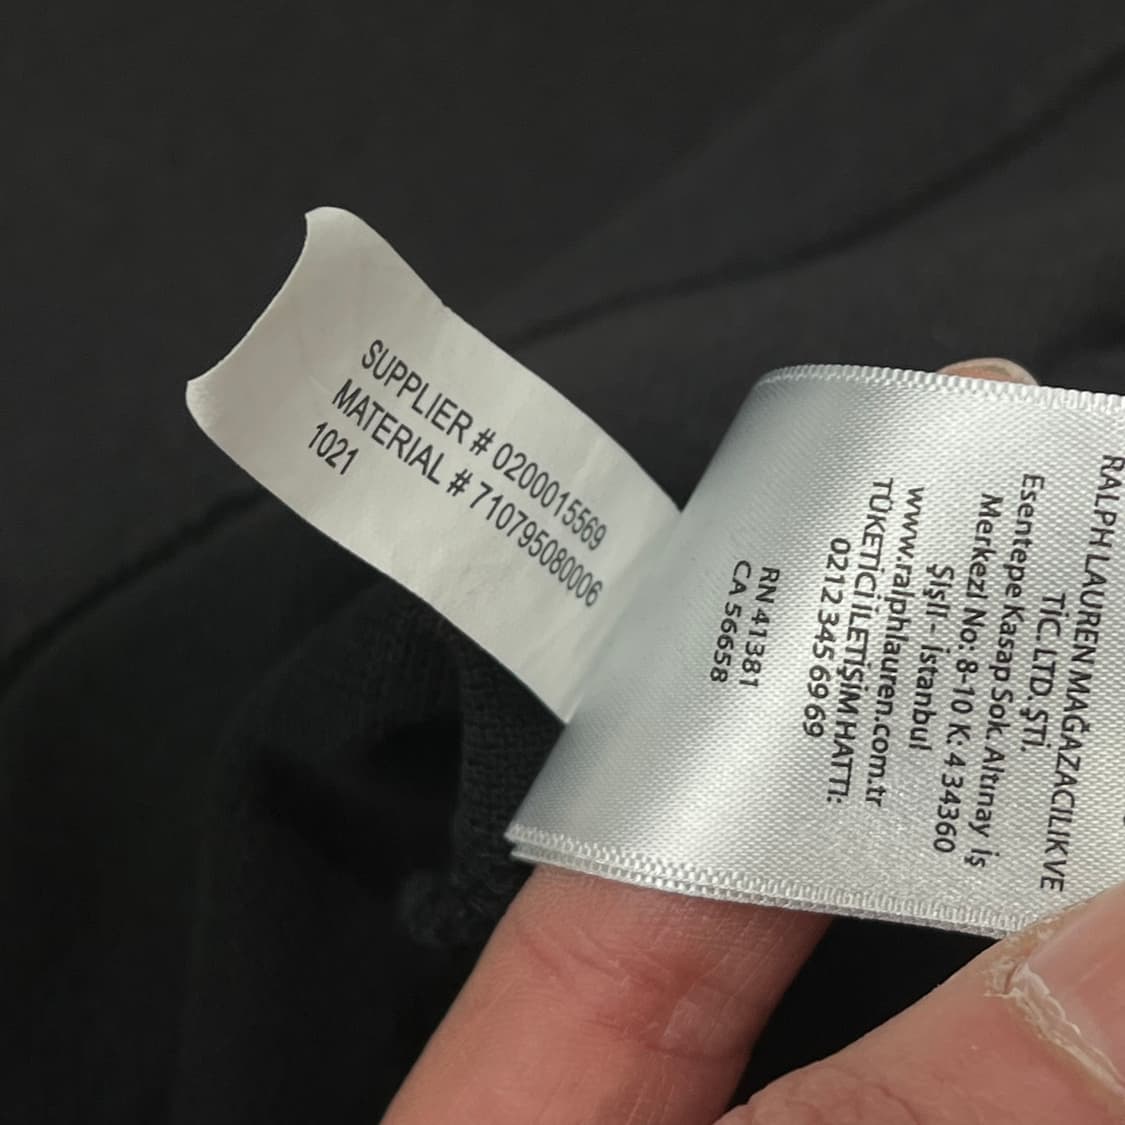 SUPPLIER # 0200015569
MATERIAL # 710795080006
1021
RALPH LAUREN MAĞAZACILIK VE
TİC. LTD. ŞTİ.
Esentepe Kasap Sok. Altınay İş
Merkezi No: 8-10 K: 4 34360
Şişli - İstanbul
www.ralphlauren.com.tr
TÜKETİCİ İLETİŞİM HATTI:
0212 345 69 69
RN 41381
CA 56658